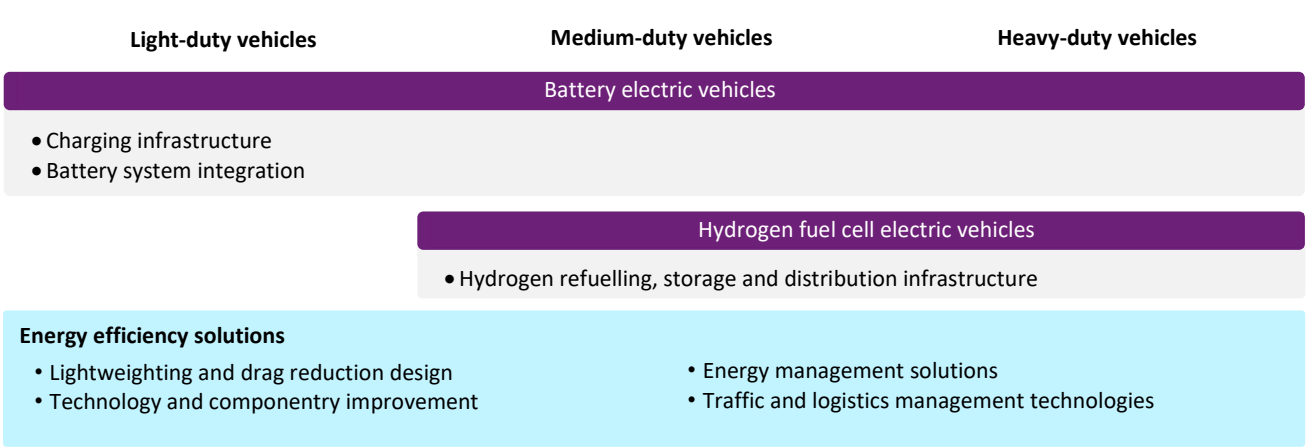 Light-duty vehicles
Medium-duty vehicles
Heavy-duty vehicles
Battery electric vehicles
• Charging infrastructure
• Battery system integration
Hydrogen fuel cell electric vehicles
• Hydrogen refuelling, storage and distribution infrastructure
Energy efficiency solutions
• Lightweighting and drag reduction design
• Technology and componentry improvement
• Energy management solutions
• Traffic and logistics management technologies